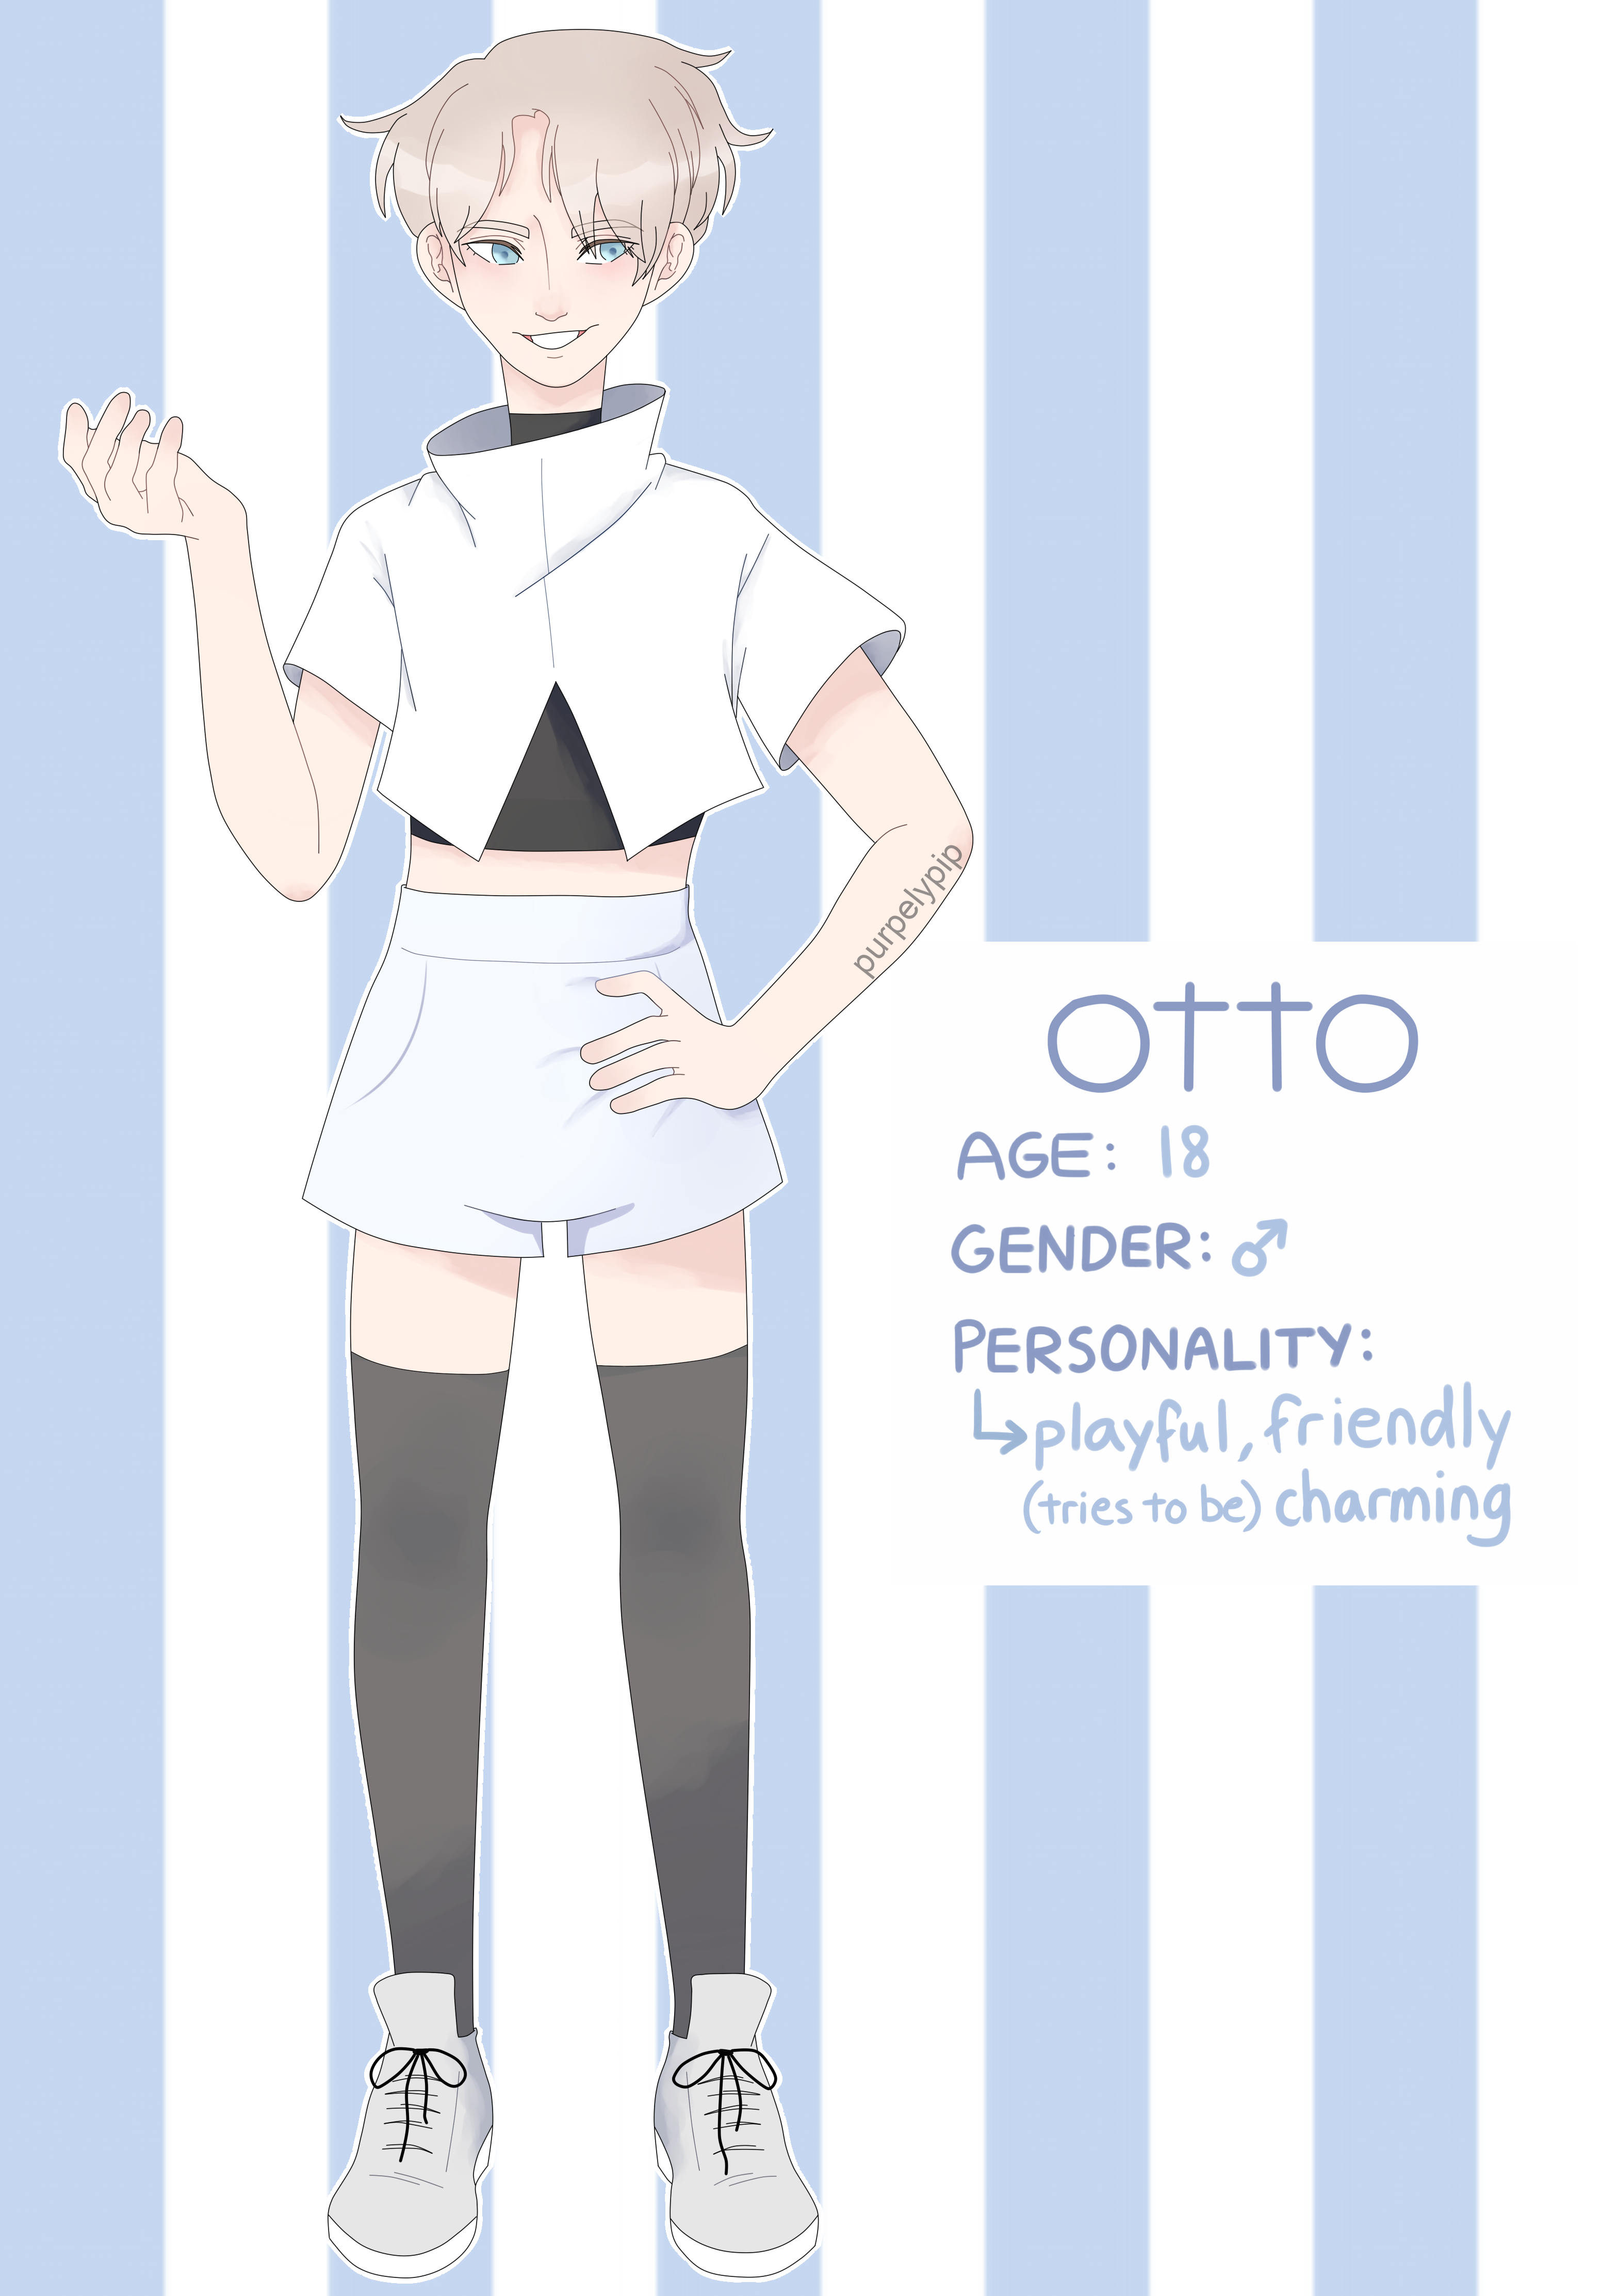 purpelypip
OTTO
AGE: 18
GENDER: ♂
PERSONALITY:
↳playful, friendly
(tries to be) charming